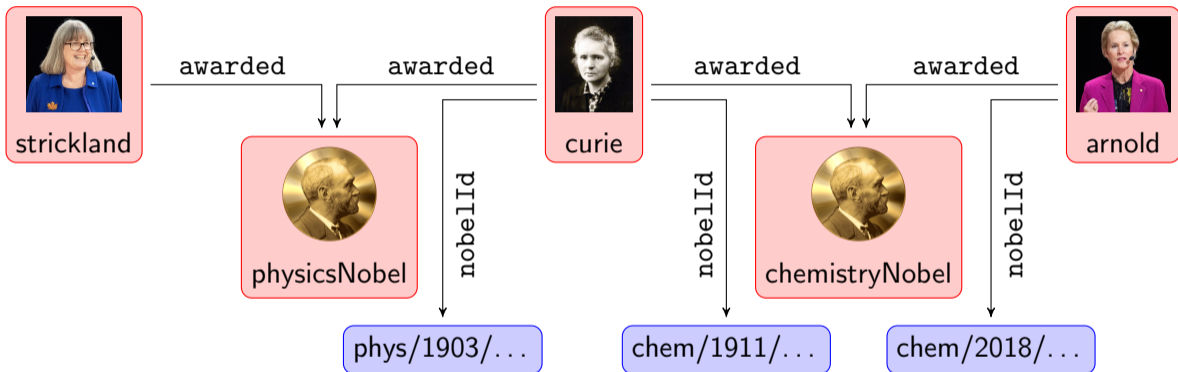 awarded
awarded
awarded
awarded
strickland
curie
arnold
nobelId
nobelId
nobelId
physicsNobel
chemistryNobel
phys/1903/...
chem/1911/...
chem/2018/...